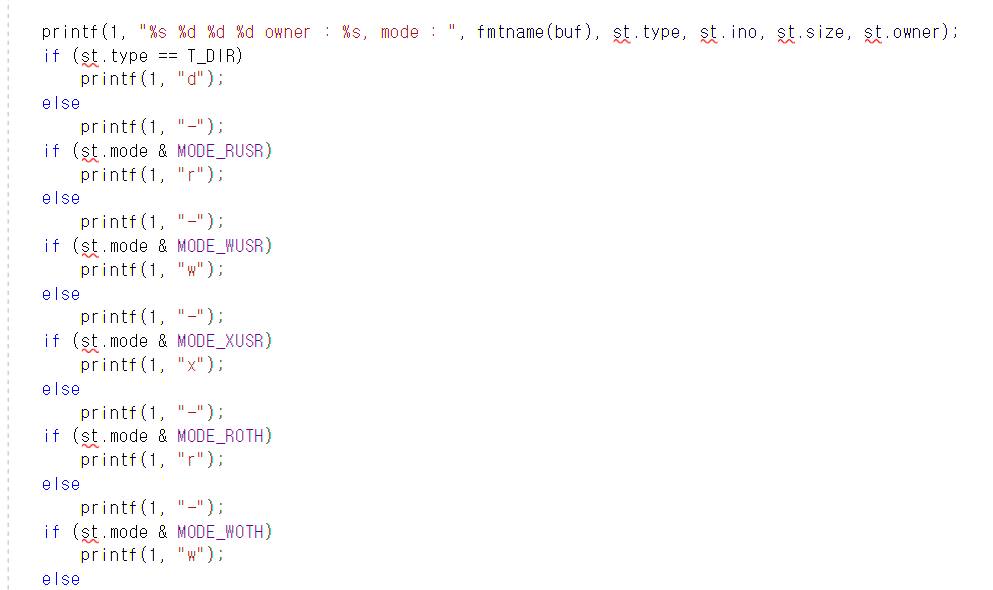 printf(1, "%s %d %d %d owner : %s, mode : ", fmtname(buf), st.type, st.ino, st.size, st.owner);
if (st.type == T_DIR)
    printf(1, "d");
else
    printf(1, "-");
if (st.mode & MODE_RUSR)
    printf(1, "r");
else
    printf(1, "-");
if (st.mode & MODE_WUSR)
    printf(1, "w");
else
    printf(1, "-");
if (st.mode & MODE_XUSR)
    printf(1, "x");
else
    printf(1, "-");
if (st.mode & MODE_ROTH)
    printf(1, "r");
else
    printf(1, "-");
if (st.mode & MODE_WOTH)
    printf(1, "w");
else